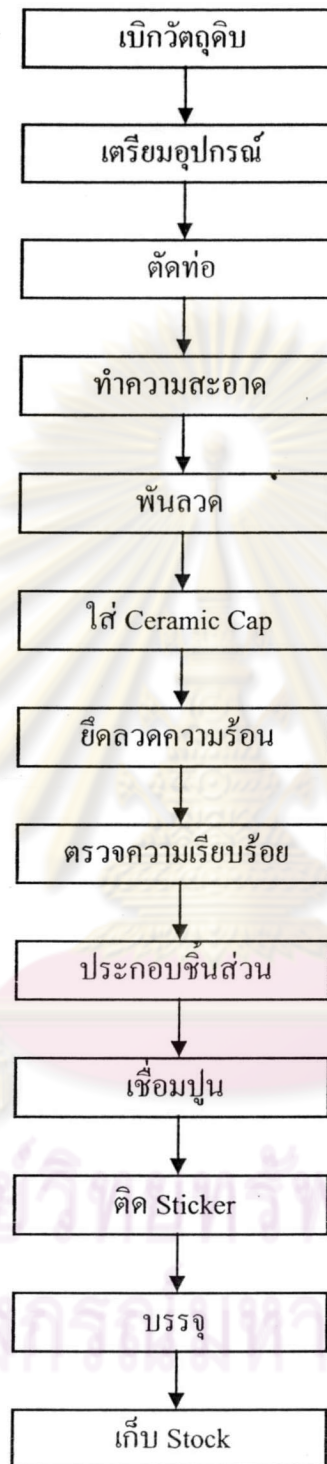 เบิกวัตถุดิบ
เตรียมอุปกรณ์
ตัดท่อ
ทำความสะอาด
พันลวด
ใส่ Ceramic Cap
ยึดลวดความร้อน
ตรวจความเรียบร้อย
ประกอบชิ้นส่วน
เชื่อมปูน
ติด Sticker
บรรจุ
เก็บ Stock